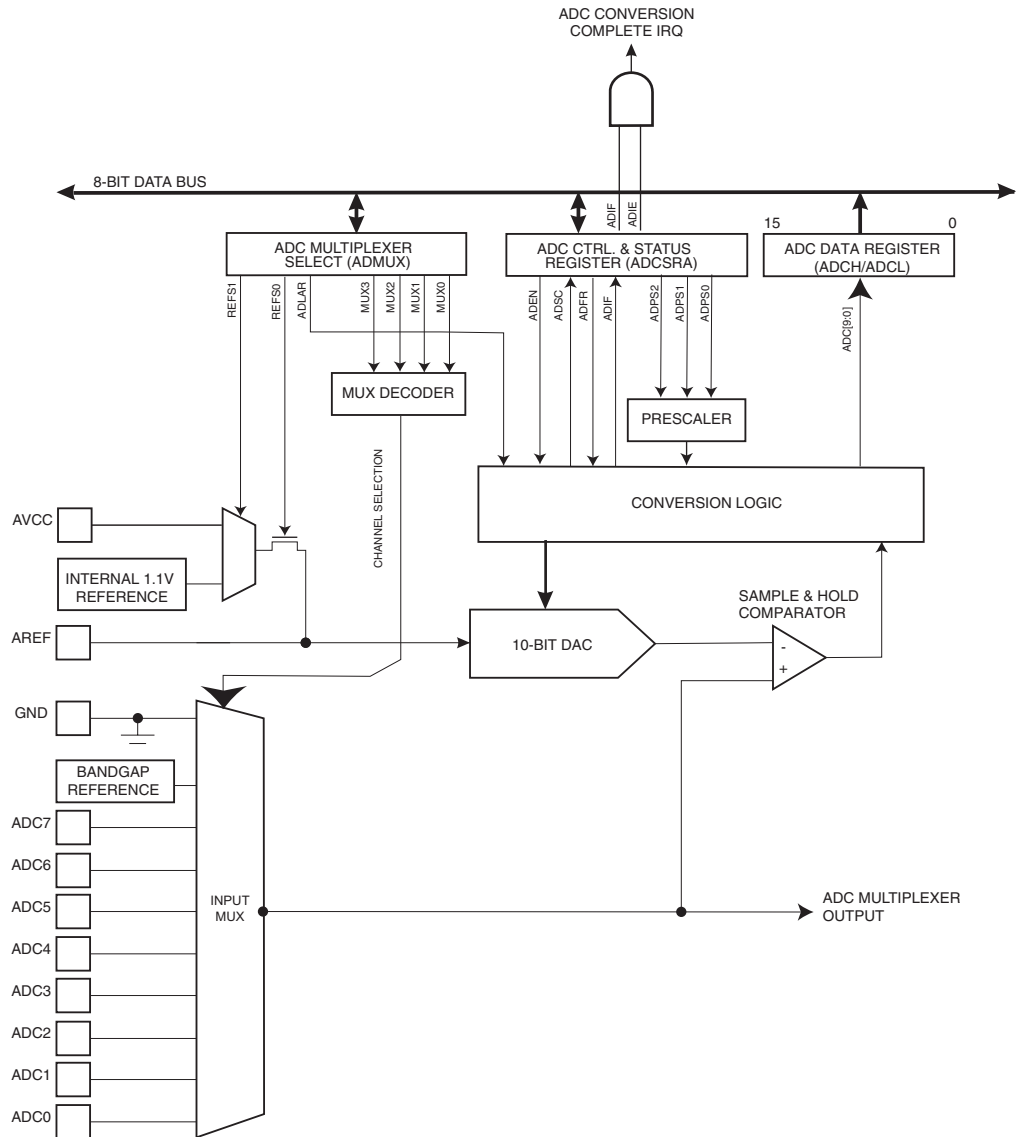 ADC CONVERSION
COMPLETE IRQ
8-BIT DATA BUS
ADIF
ADIE
15
0
ADC MULTIPLEXER
SELECT (ADMUX)
ADC CTRL. & STATUS
REGISTER (ADCSRA)
ADC DATA REGISTER
(ADCH/ADCL)
REFS1
REFS0
ADLAR
MUX3
MUX2
MUX1
MUX0
ADEN
ADSC
ADFR
ADIF
ADPS2
ADPS1
ADPS0
ADC[9:0]
MUX DECODER
PRESCALER
CHANNEL SELECTION
CONVERSION LOGIC
AVCC
INTERNAL 1.1V
REFERENCE
SAMPLE & HOLD
COMPARATOR
AREF
10-BIT DAC
-
+
GND
BANDGAP
REFERENCE
ADC7
ADC6
ADC5
INPUT
MUX
ADC MULTIPLEXER
OUTPUT
ADC4
ADC3
ADC2
ADC1
ADC0